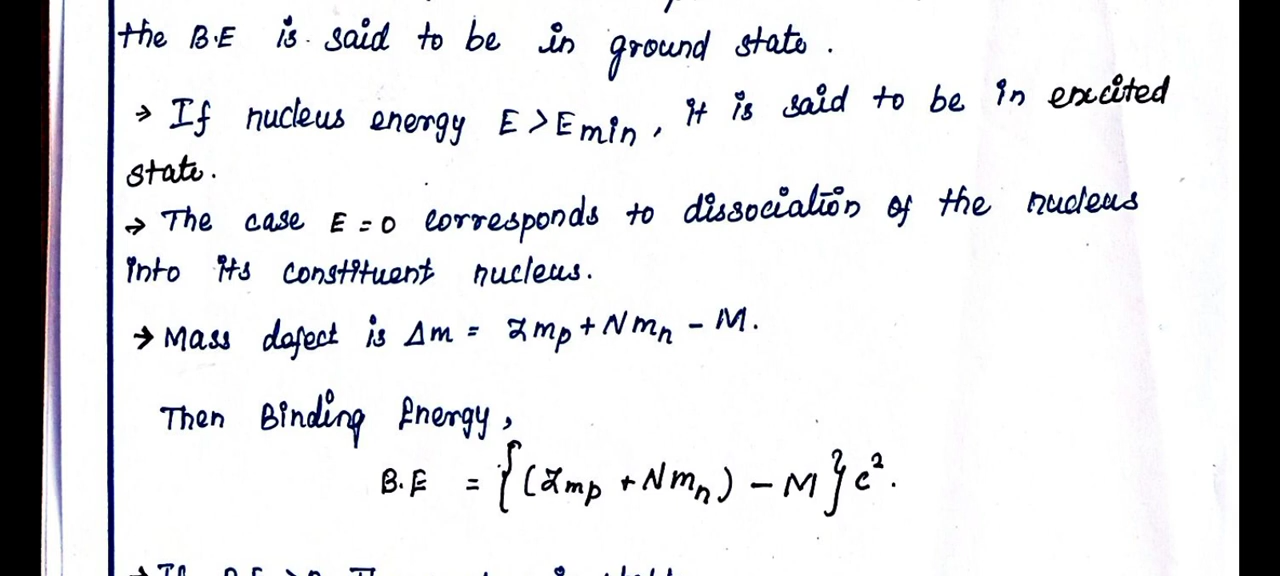 the B.E is said to be in ground state.
→ If nucleus energy E > Emin, it is said to be in excited
state.
→ The case E = 0 corresponds to dissociation of the nucleus
into its constituent nucleus.
→ Mass defect is Δm = Zmp + Nmn - M.
Then Binding Energy,
B.E = {(Zmp + Nmn) - M}c².